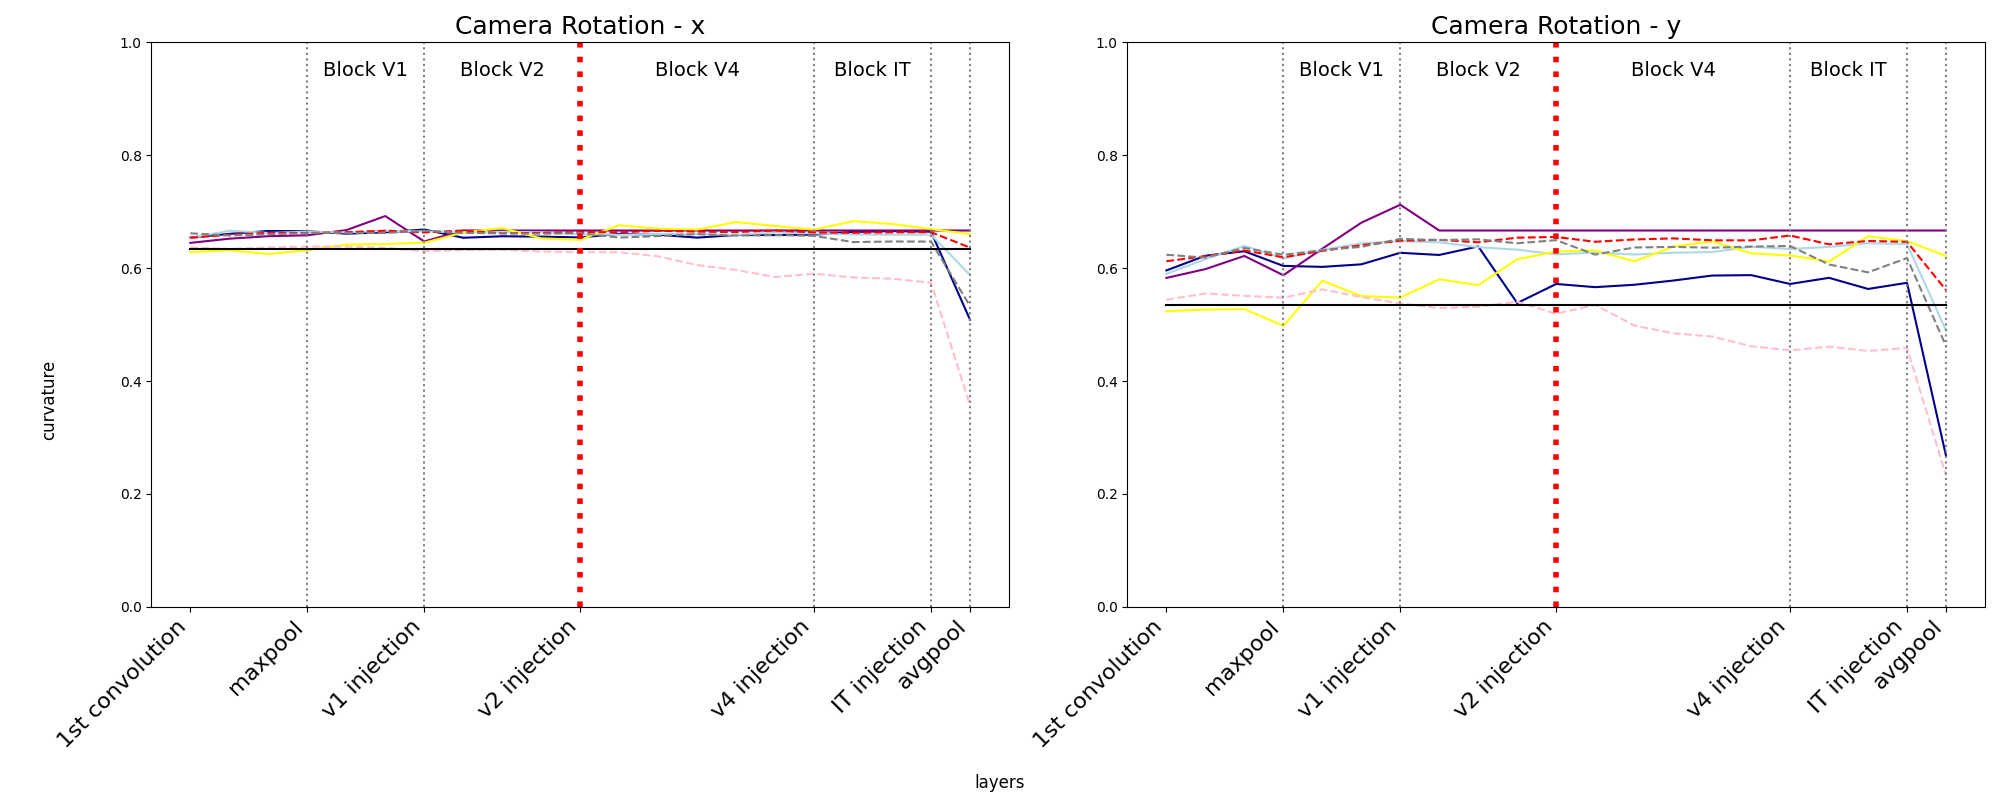 Camera Rotation - x
Camera Rotation - y
1.0
0.8
0.6
0.4
0.2
0.0
Block V1
Block V2
Block V4
Block IT
1.0
0.8
0.6
0.4
0.2
0.0
Block V1
Block V2
Block V4
Block IT
curvature
1st convolution
maxpool
v1 injection
v2 injection
v4 injection
IT injection
avgpool
1st convolution
maxpool
v1 injection
v2 injection
v4 injection
IT injection
avgpool
layers